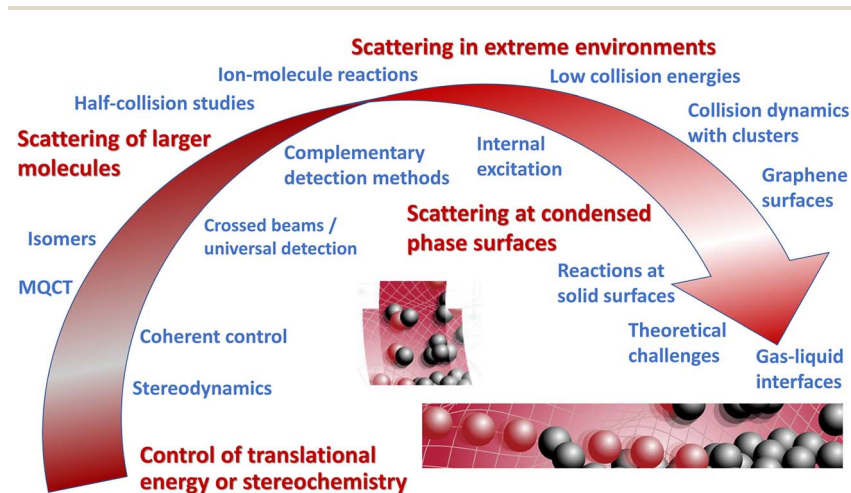 Scattering in extreme environments
Ion-molecule reactions
Low collision energies
Half-collision studies
Collision dynamics
with clusters
Scattering of larger
molecules
Complementary
detection methods
Internal
excitation
Graphene
surfaces
Scattering at condensed
phase surfaces
Crossed beams /
universal detection
Isomers
Reactions at
solid surfaces
MQCT
Theoretical
challenges
Coherent control
Gas-liquid
interfaces
Stereodynamics
Control of translational
energy or stereochemistry